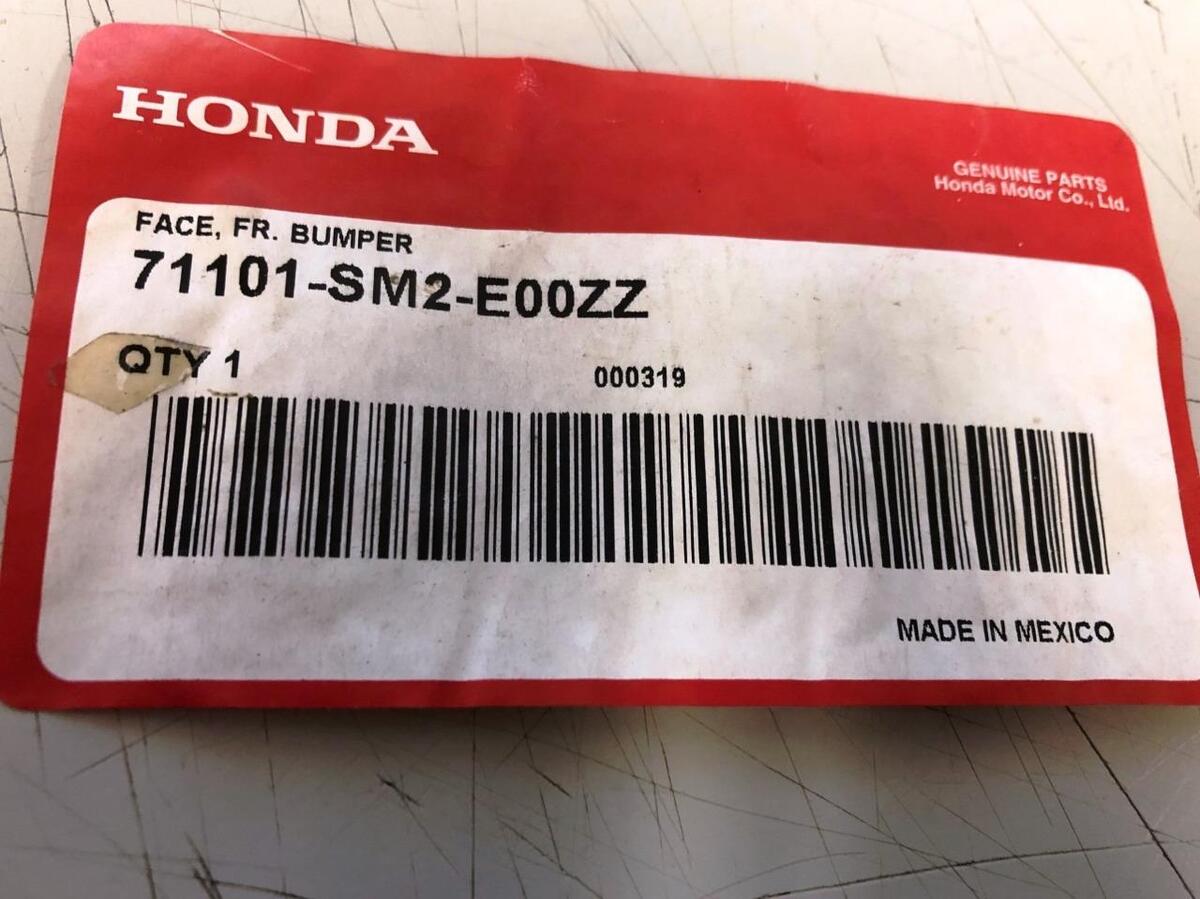 HONDA
GENUINE PARTS
Honda Motor Co., Ltd.
FACE, FR. BUMPER
71101-SM2-E00ZZ
QTY 1
000319
MADE IN MEXICO